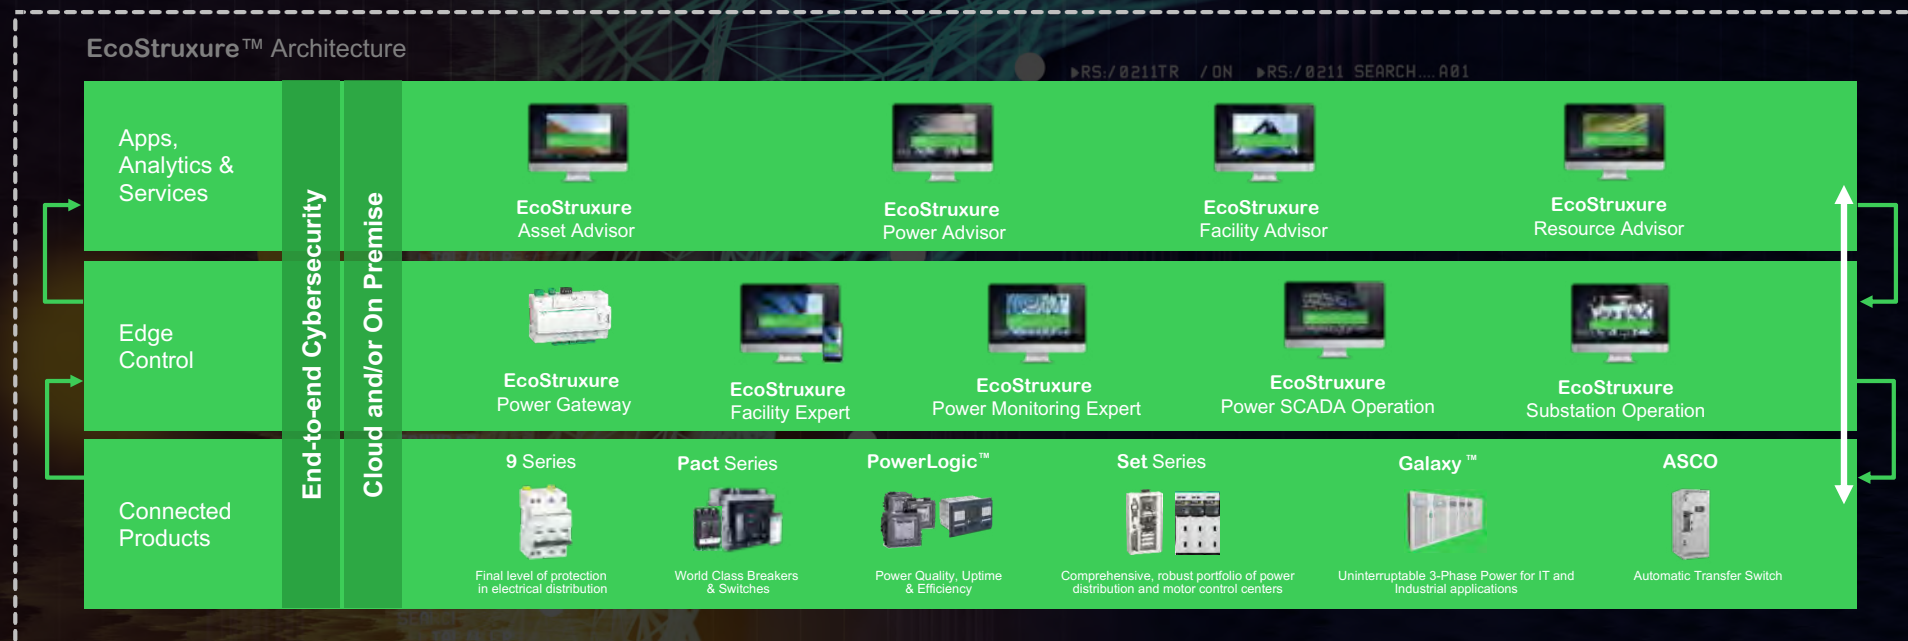 EcoStruxure™ Architecture
▶RS:/0211TR /ON ▶RS:/0211 SEARCH....A01
Apps,
Analytics &
Services
End-to-end Cybersecurity
Cloud and/or On Premise
EcoStruxure
Asset Advisor
EcoStruxure
Power Advisor
EcoStruxure
Facility Advisor
EcoStruxure
Resource Advisor
Edge
Control
EcoStruxure
Power Gateway
EcoStruxure
Facility Expert
EcoStruxure
Power Monitoring Expert
EcoStruxure
Power SCADA Operation
EcoStruxure
Substation Operation
Connected
Products
9 Series
Final level of protection
in electrical distribution
Pact Series
World Class Breakers
& Switches
PowerLogic™
Power Quality, Uptime
& Efficiency
Set Series
Comprehensive, robust portfolio of power
distribution and motor control centers
Galaxy™
Uninterruptable 3-Phase Power for IT and
Industrial applications
ASCO
Automatic Transfer Switch